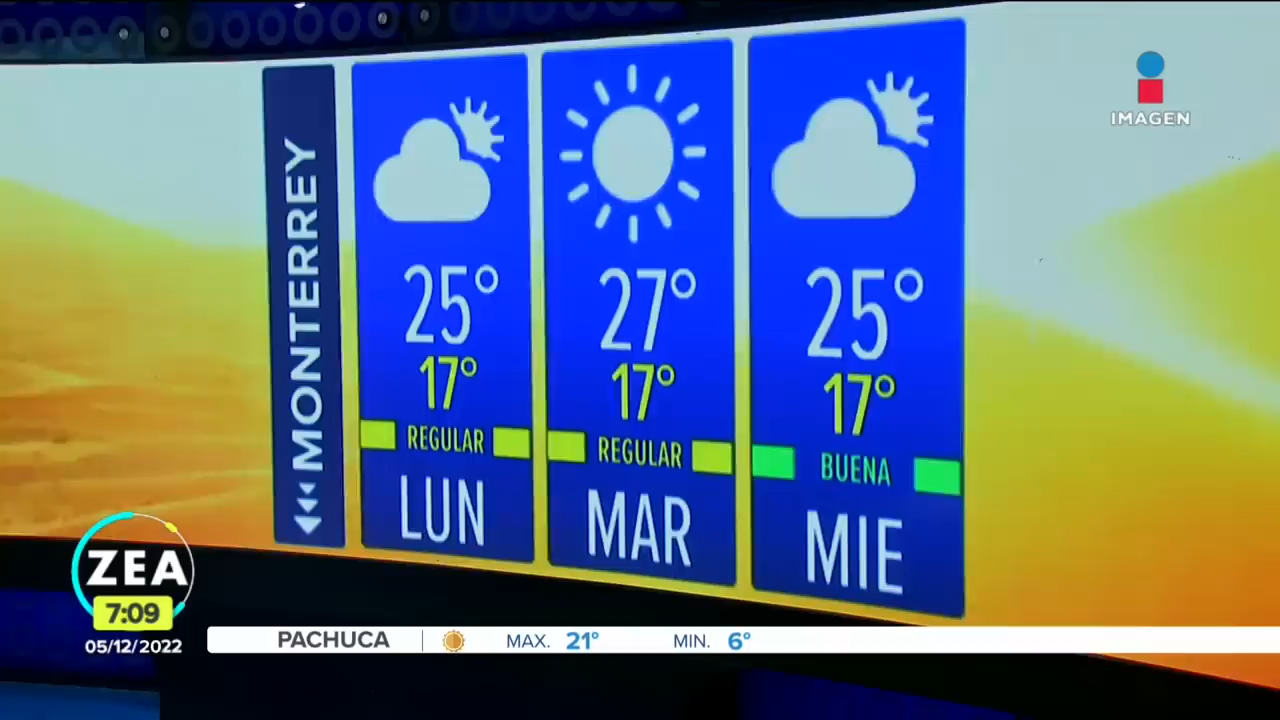 IMAGEN
MONTERREY
25°
17°
REGULAR
LUN
27°
17°
REGULAR
MAR
25°
17°
BUENA
MIE
ZEA
7:09
05/12/2022
PACHUCA MAX. 21° MIN. 6°